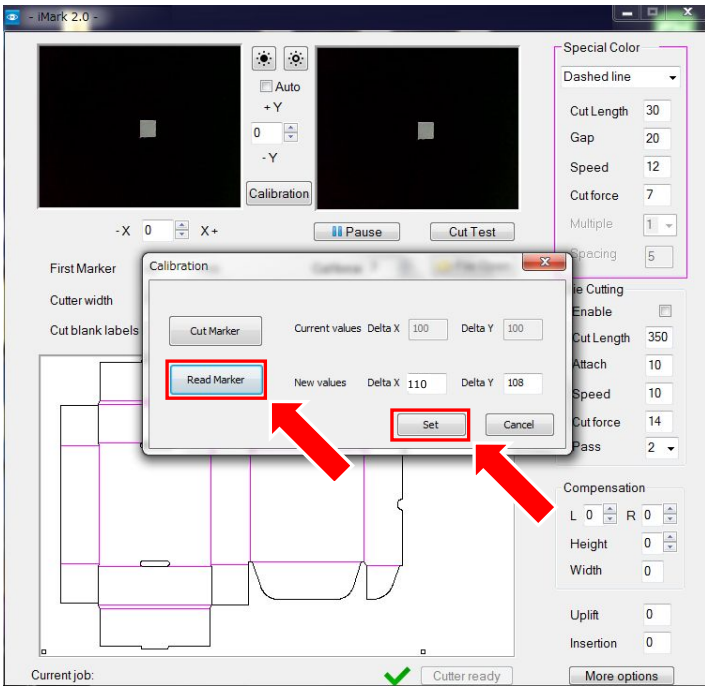 - iMark 2.0 -
Auto
+ Y
0
- Y
Calibration
- X 0 X +
Pause
Cut Test
First Marker
Cutter width
Cut blank labels
Calibration
Cut Marker
Current values Delta X 100 Delta Y 100
Read Marker
New values Delta X 110 Delta Y 108
Set
Cancel
Special Color
Dashed line
Cut Length 30
Gap 20
Speed 12
Cut force 7
Multiple 1
Spacing 5
Cutting
Enable
Cut Length 350
Attach 10
Speed 10
Cut force 14
Pass 2
Compensation
L 0 R 0
Height 0
Width 0
Uplift 0
Insertion 0
Current job:
Cutter ready
More options